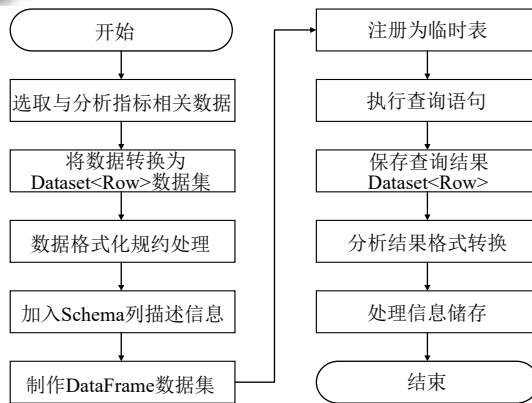 开始
选取与分析指标相关数据
将数据转换为
Dataset<Row>数据集
数据格式化规约处理
加入Schema列描述信息
制作DataFrame数据集
注册为临时表
执行查询语句
保存查询结果
Dataset<Row>
分析结果格式转换
处理信息储存
结束